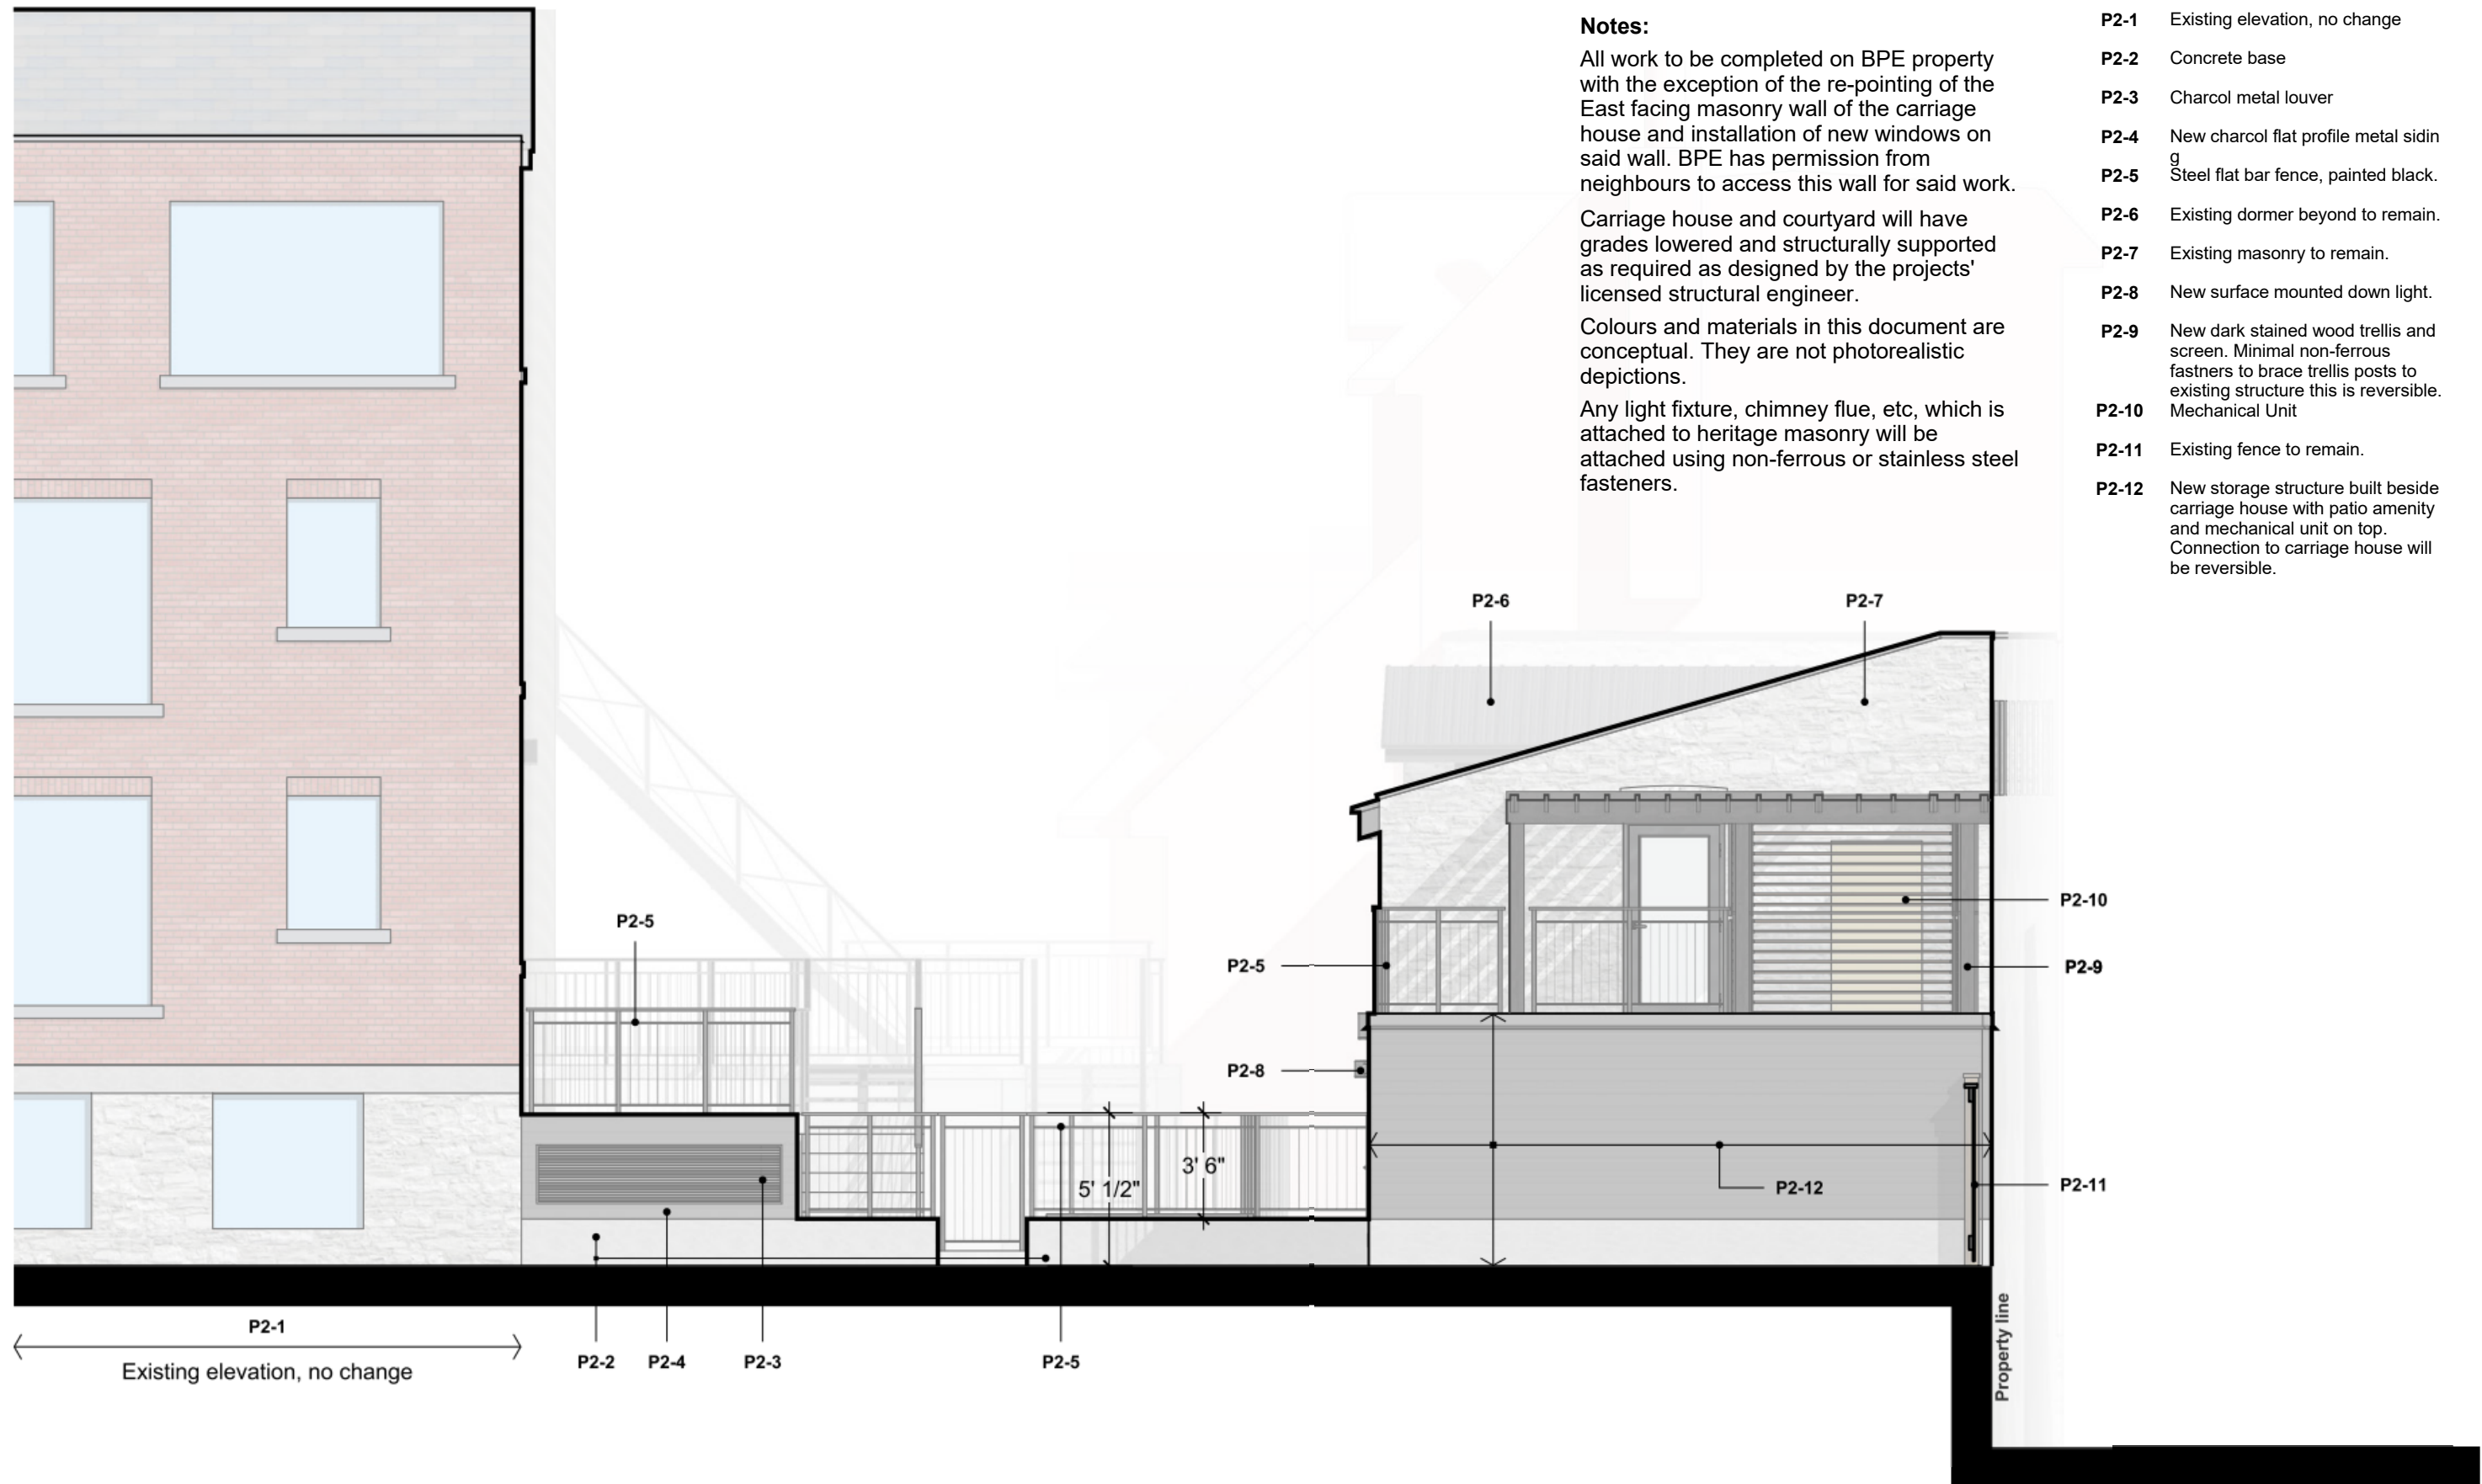 Notes:
All work to be completed on BPE property
with the exception of the re-pointing of the
East facing masonry wall of the carriage
house and installation of new windows on
said wall. BPE has permission from
neighbours to access this wall for said work.
Carriage house and courtyard will have
grades lowered and structurally supported
as required as designed by the projects'
licensed structural engineer.
Colours and materials in this document are
conceptual. They are not photorealistic
depictions.
Any light fixture, chimney flue, etc, which is
attached to heritage masonry will be
attached using non-ferrous or stainless steel
fasteners.
P2-1 Existing elevation, no change
P2-2 Concrete base
P2-3 Charcol metal louver
P2-4 New charcol flat profile metal sidin
g
P2-5 Steel flat bar fence, painted black.
P2-6 Existing dormer beyond to remain.
P2-7 Existing masonry to remain.
P2-8 New surface mounted down light.
P2-9 New dark stained wood trellis and
screen. Minimal non-ferrous
fastners to brace trellis posts to
existing structure this is reversible.
P2-10 Mechanical Unit
P2-11 Existing fence to remain.
P2-12 New storage structure built beside
carriage house with patio amenity
and mechanical unit on top.
Connection to carriage house will
be reversible.
P2-6
P2-7
P2-10
P2-5
P2-5
P2-9
P2-8
3' 6"
5' 1/2"
P2-12
P2-11
P2-1
Existing elevation, no change
P2-2
P2-4
P2-3
P2-5
Property line